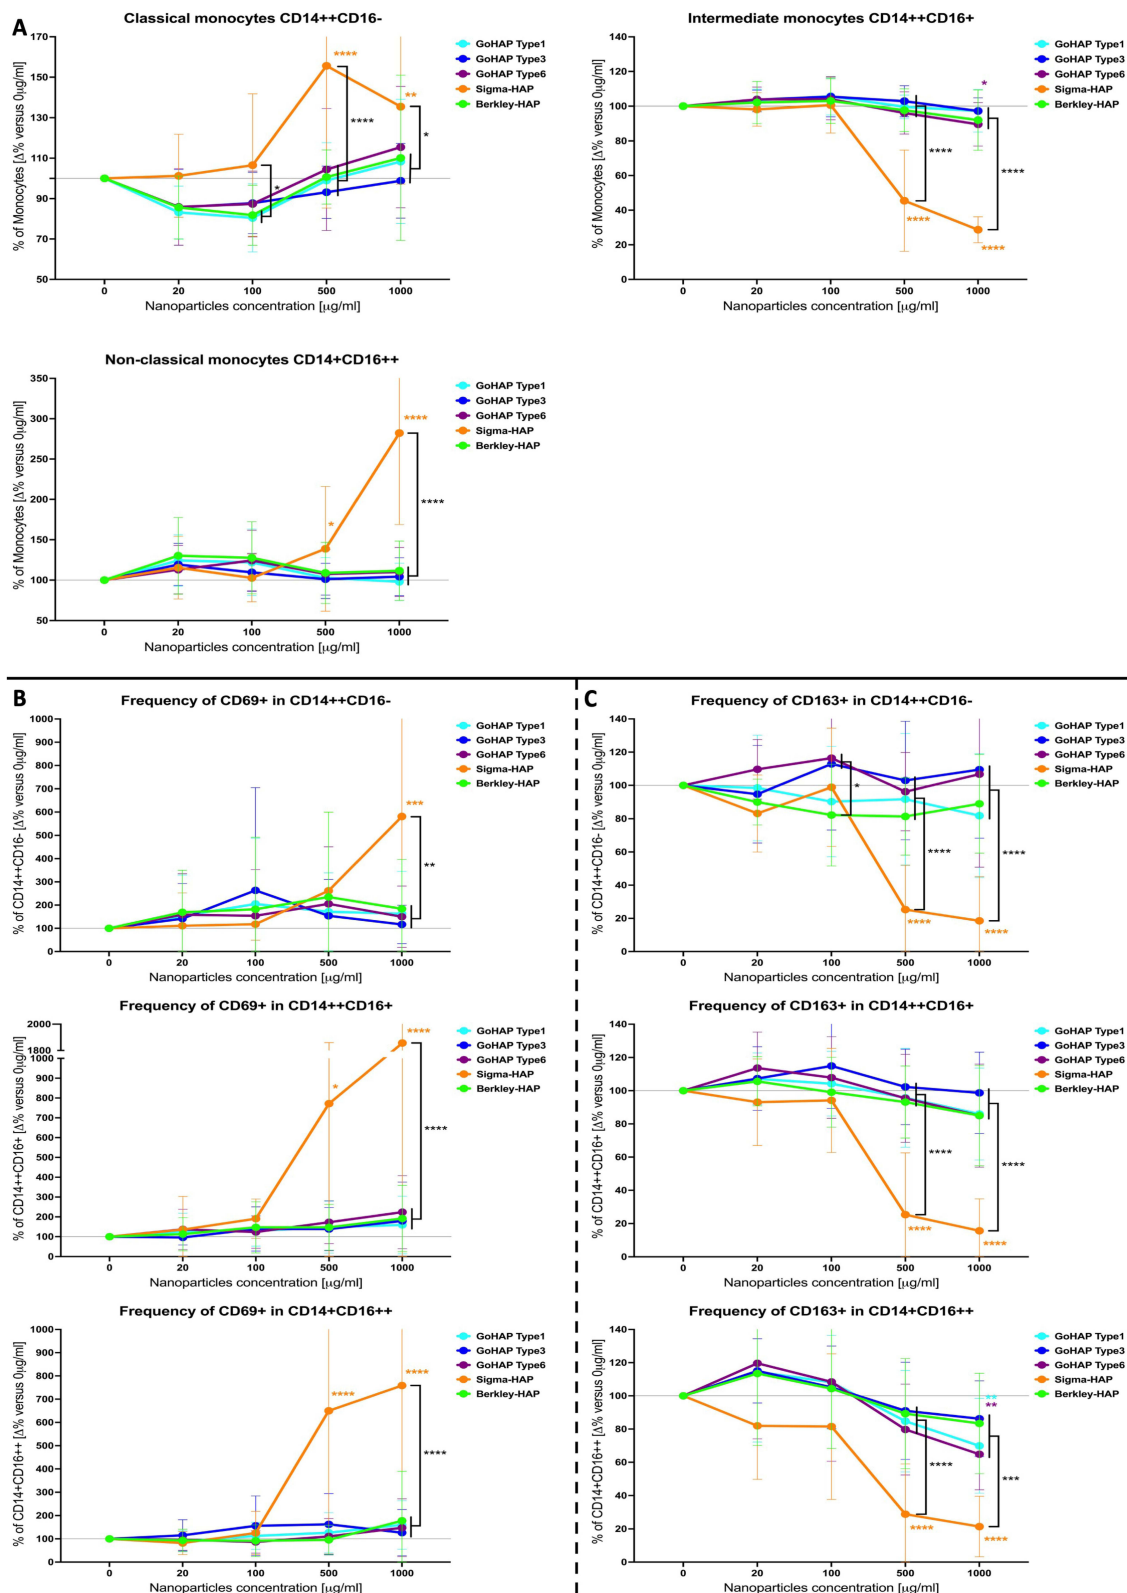 A
Classical monocytes CD14++CD16-
% of Monocytes [Δ% versus 0μg/ml]
170
150
130
110
90
70
50
0 20 100 500 1000
Nanoparticles concentration [μg/ml]
**** ** * **** *
GoHAP Type1
GoHAP Type3
GoHAP Type6
Sigma-HAP
Berkley-HAP
Intermediate monocytes CD14++CD16+
% of Monocytes [Δ% versus 0μg/ml]
140
120
100
80
60
40
20
0
0 20 100 500 1000
Nanoparticles concentration [μg/ml]
* **** **** **** ****
GoHAP Type1
GoHAP Type3
GoHAP Type6
Sigma-HAP
Berkley-HAP
Non-classical monocytes CD14+CD16++
% of Monocytes [Δ% versus 0μg/ml]
350
300
250
200
150
100
50
0 20 100 500 1000
Nanoparticles concentration [μg/ml]
* **** ****
GoHAP Type1
GoHAP Type3
GoHAP Type6
Sigma-HAP
Berkley-HAP
B
Frequency of CD69+ in CD14++CD16-
% of CD14++CD16- [Δ% versus 0μg/ml]
1000
900
800
700
600
500
400
300
200
100
0
0 20 100 500 1000
Nanoparticles concentration [μg/ml]
*** **
GoHAP Type1
GoHAP Type3
GoHAP Type6
Sigma-HAP
Berkley-HAP
Frequency of CD69+ in CD14++CD16+
% of CD14++CD16+ [Δ% versus 0μg/ml]
2000
1800
1000
900
800
700
600
500
400
300
200
100
0
0 20 100 500 1000
Nanoparticles concentration [μg/ml]
* **** ****
GoHAP Type1
GoHAP Type3
GoHAP Type6
Sigma-HAP
Berkley-HAP
Frequency of CD69+ in CD14+CD16++
% of CD14+CD16++ [Δ% versus 0μg/ml]
1000
900
800
700
600
500
400
300
200
100
0
0 20 100 500 1000
Nanoparticles concentration [μg/ml]
**** **** ****
GoHAP Type1
GoHAP Type3
GoHAP Type6
Sigma-HAP
Berkley-HAP
C
Frequency of CD163+ in CD14++CD16-
% of CD14++CD16- [Δ% versus 0μg/ml]
140
120
100
80
60
40
20
0
0 20 100 500 1000
Nanoparticles concentration [μg/ml]
* **** **** **** ****
GoHAP Type1
GoHAP Type3
GoHAP Type6
Sigma-HAP
Berkley-HAP
Frequency of CD163+ in CD14++CD16+
% of CD14++CD16+ [Δ% versus 0μg/ml]
140
120
100
80
60
40
20
0
0 20 100 500 1000
Nanoparticles concentration [μg/ml]
**** **** **** ****
GoHAP Type1
GoHAP Type3
GoHAP Type6
Sigma-HAP
Berkley-HAP
Frequency of CD163+ in CD14+CD16++
% of CD14+CD16++ [Δ% versus 0μg/ml]
140
120
100
80
60
40
20
0
0 20 100 500 1000
Nanoparticles concentration [μg/ml]
** ** **** *** **** ****
GoHAP Type1
GoHAP Type3
GoHAP Type6
Sigma-HAP
Berkley-HAP